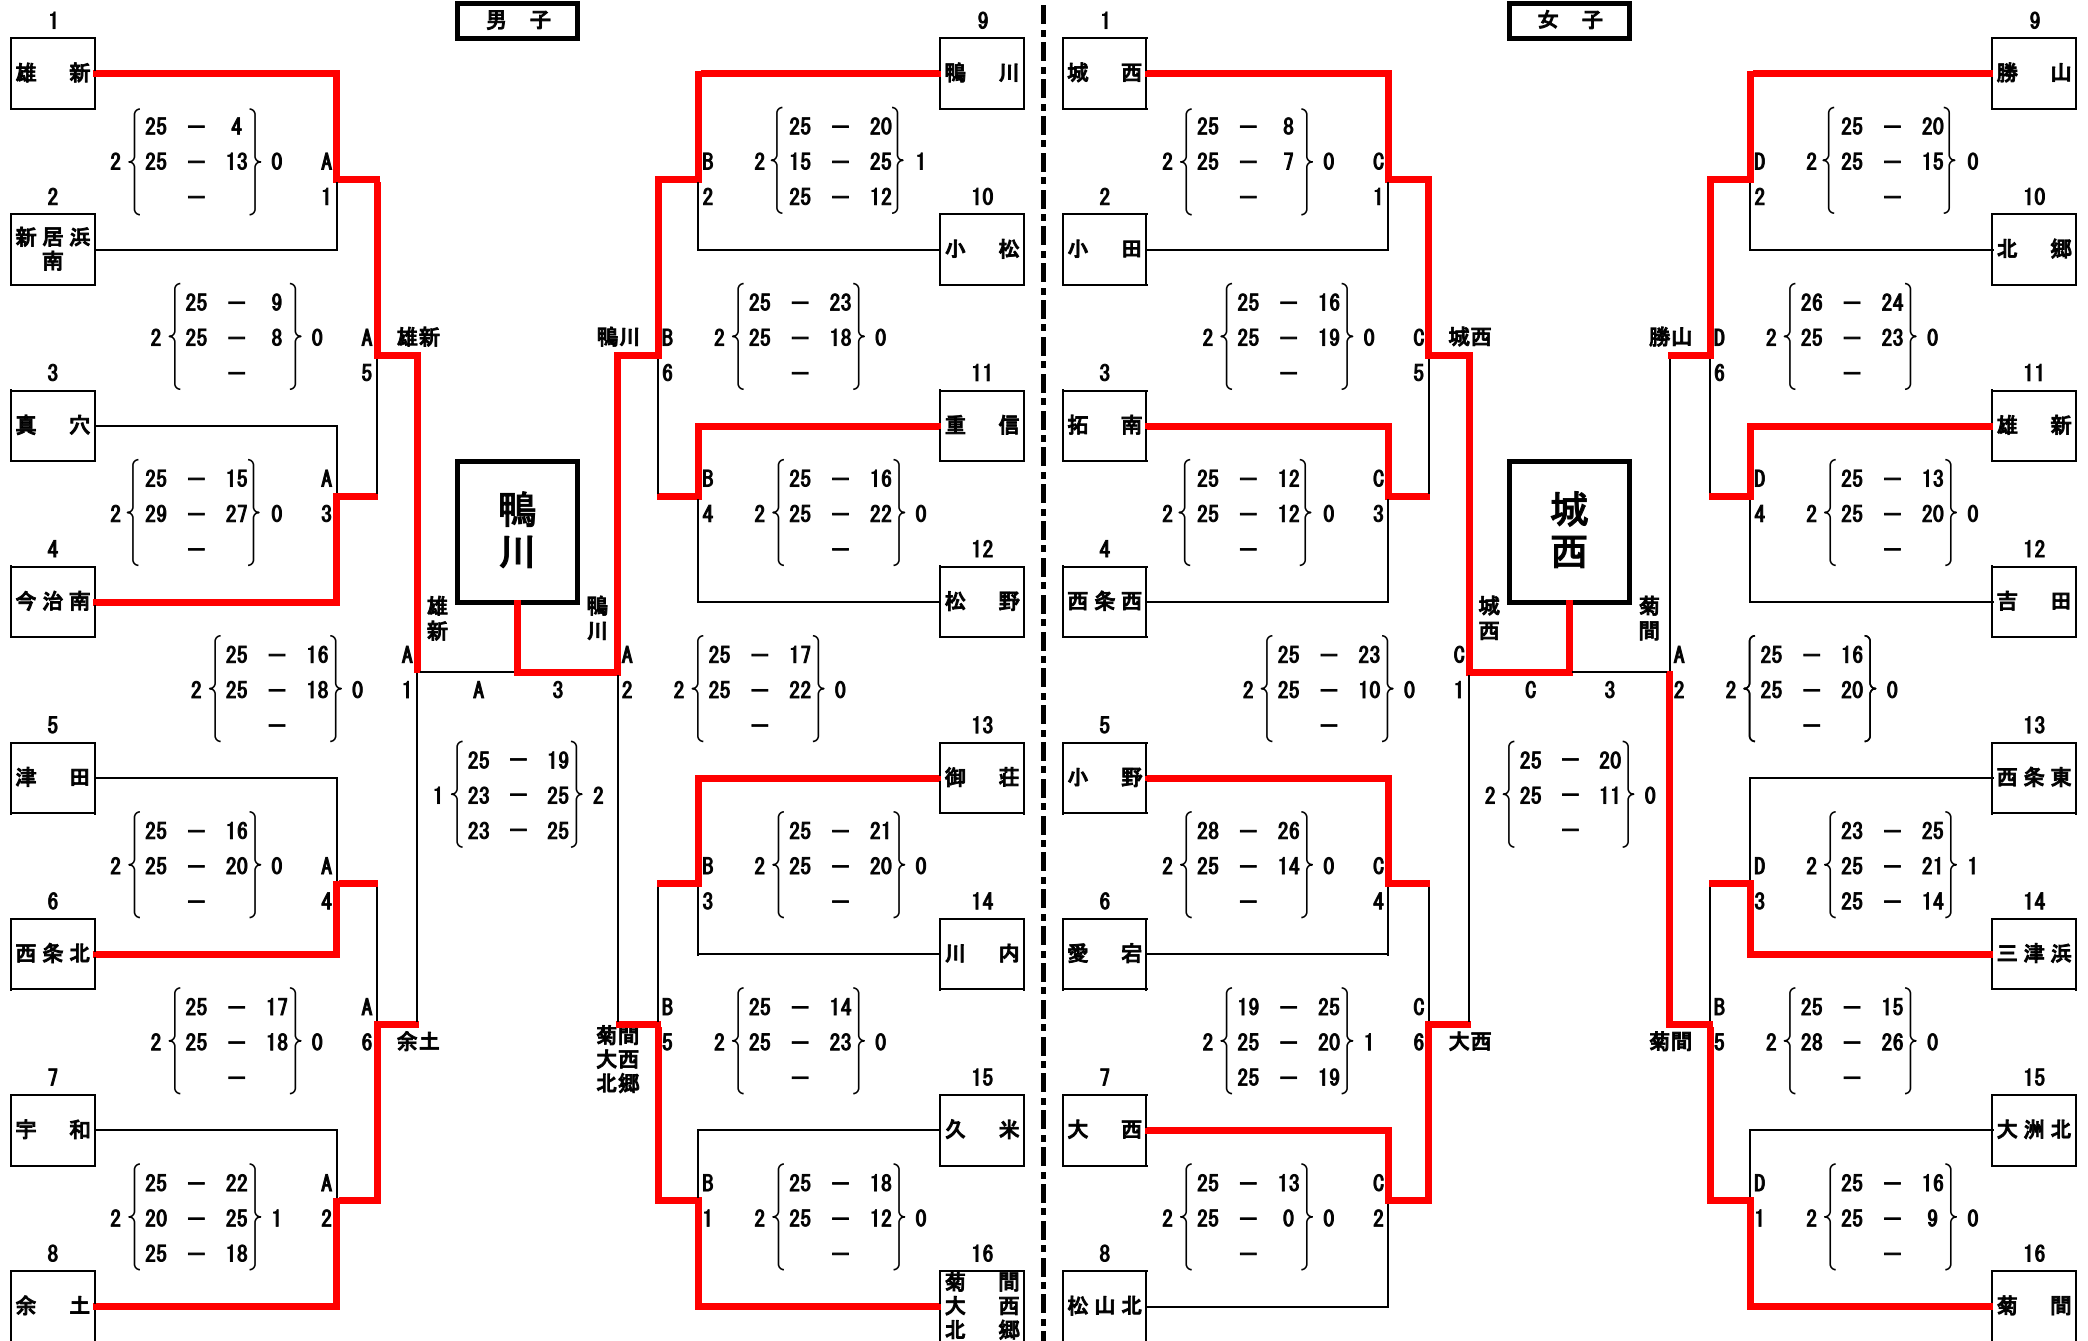 男 子
1
雄 新
25 － 4
2 25 － 13 0
－
A
1
2
新居浜
南
25 － 9
2 25 － 8 0
－
A
5
雄新
3
真 穴
25 － 15
2 29 － 27 0
－
A
3
4
今治南
25 － 16
2 25 － 18 0
－
雄
新
A
1
5
津 田
25 － 16
2 25 － 20 0
－
A
4
6
西条北
25 － 17
2 25 － 18 0
－
A
6
余土
7
宇 和
25 － 22
2 20 － 25 1
25 － 18
A
2
8
余 土
鴨
川
A 3
25 － 19
1 23 － 25 2
23 － 25
9
鴨 川
B
2
25 － 20
2 15 － 25 1
25 － 12
10
小 松
鴨川
B
6
25 － 23
2 25 － 18 0
－
11
重 信
B
4
25 － 16
2 25 － 22 0
－
12
松 野
鴨
川
A
2
25 － 17
2 25 － 22 0
－
13
御 荘
B
3
25 － 21
2 25 － 20 0
－
14
川 内
菊間
大西
北郷
B
5
25 － 14
2 25 － 23 0
－
15
久 米
B
1
25 － 18
2 25 － 12 0
－
16
菊 間
大 西
北 郷
女 子
1
城 西
25 － 8
2 25 － 7 0
－
C
1
2
小 田
25 － 16
2 25 － 19 0
－
C
5
城西
3
拓 南
25 － 12
2 25 － 12 0
－
C
3
4
西条西
25 － 23
2 25 － 10 0
－
城
西
C
1
5
小 野
28 － 26
2 25 － 14 0
－
C
4
6
愛 宕
19 － 25
2 25 － 20 1
25 － 19
C
6
大西
7
大 西
25 － 13
2 25 － 0 0
－
C
2
8
松山北
城
西
C 3
25 － 20
2 25 － 11 0
－
9
勝 山
D
2
25 － 20
2 25 － 15 0
－
10
北 郷
勝山
D
6
26 － 24
2 25 － 23 0
－
11
雄 新
D
4
25 － 13
2 25 － 20 0
－
12
吉 田
菊
間
A
2
25 － 16
2 25 － 20 0
－
13
西条東
D
3
23 － 25
2 25 － 21 1
25 － 14
14
三津浜
菊間
B
5
25 － 15
2 28 － 26 0
－
15
大洲北
D
1
25 － 16
2 25 － 9 0
－
16
菊 間